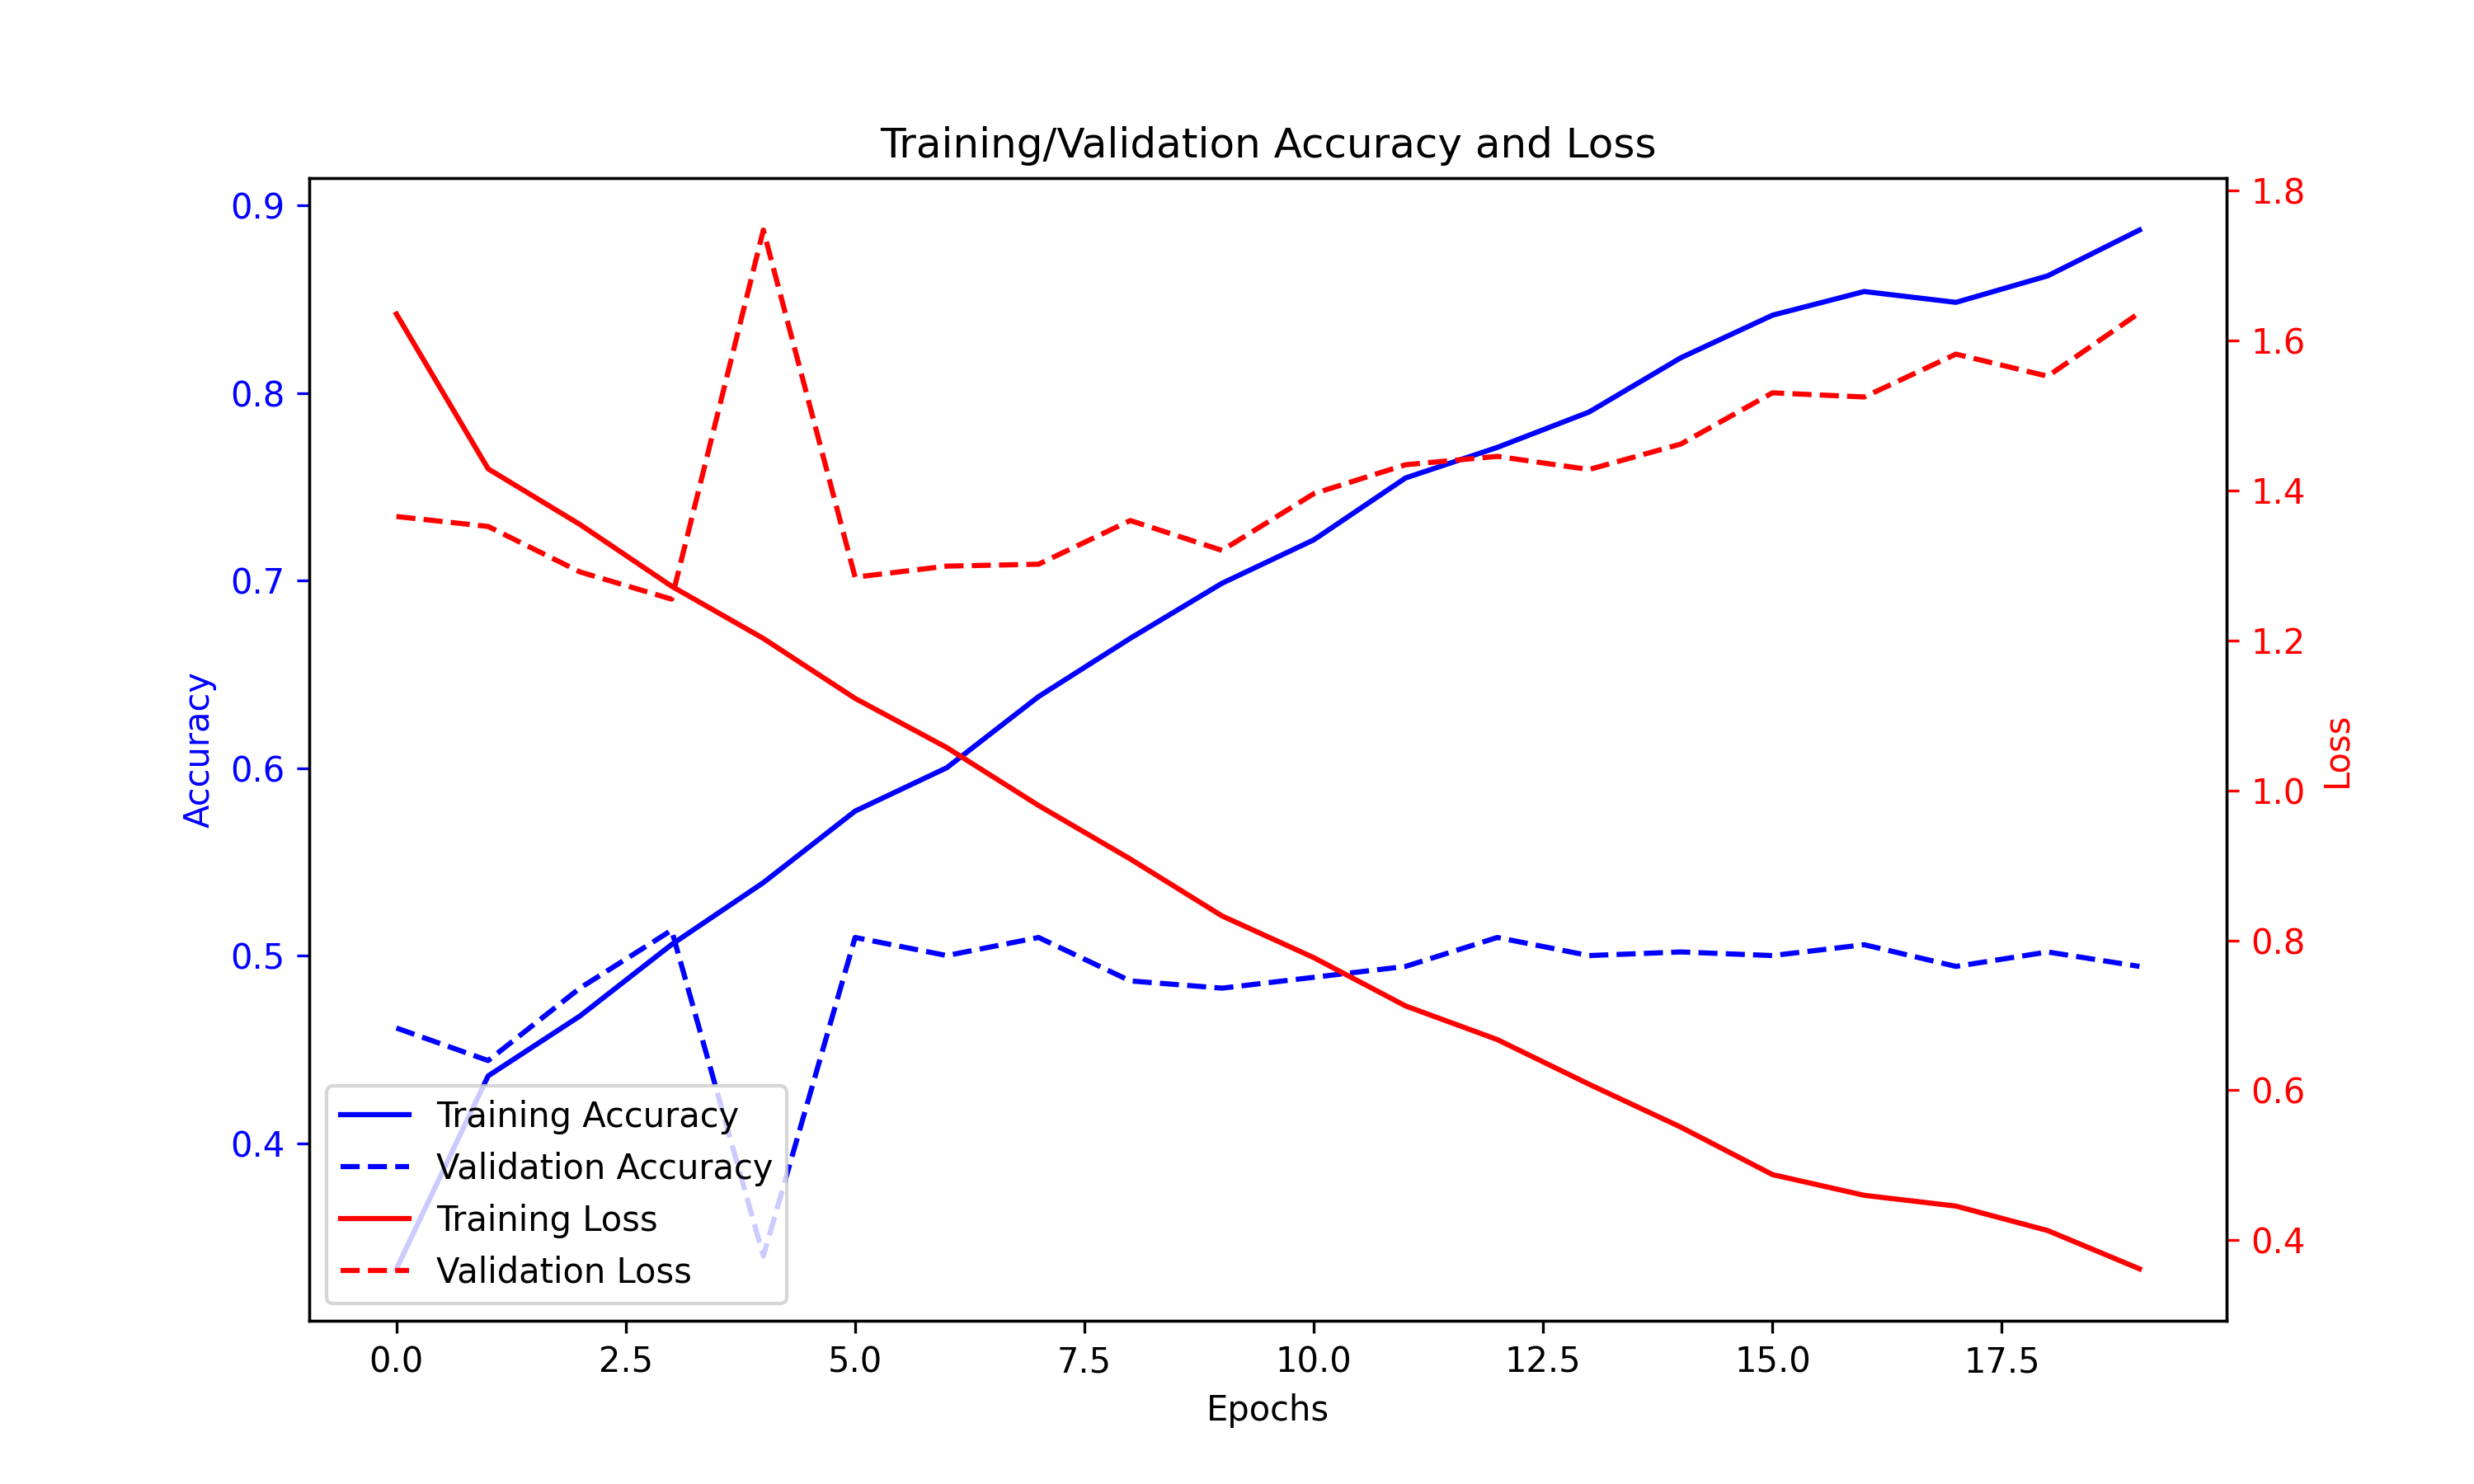 Training/Validation Accuracy and Loss
0.9
0.8
0.7
0.6
0.5
0.4
Accuracy
1.8
1.6
1.4
1.2
1.0
0.8
0.6
0.4
Loss
Training Accuracy
Validation Accuracy
Training Loss
Validation Loss
0.0 2.5 5.0 7.5 10.0 12.5 15.0 17.5
Epochs